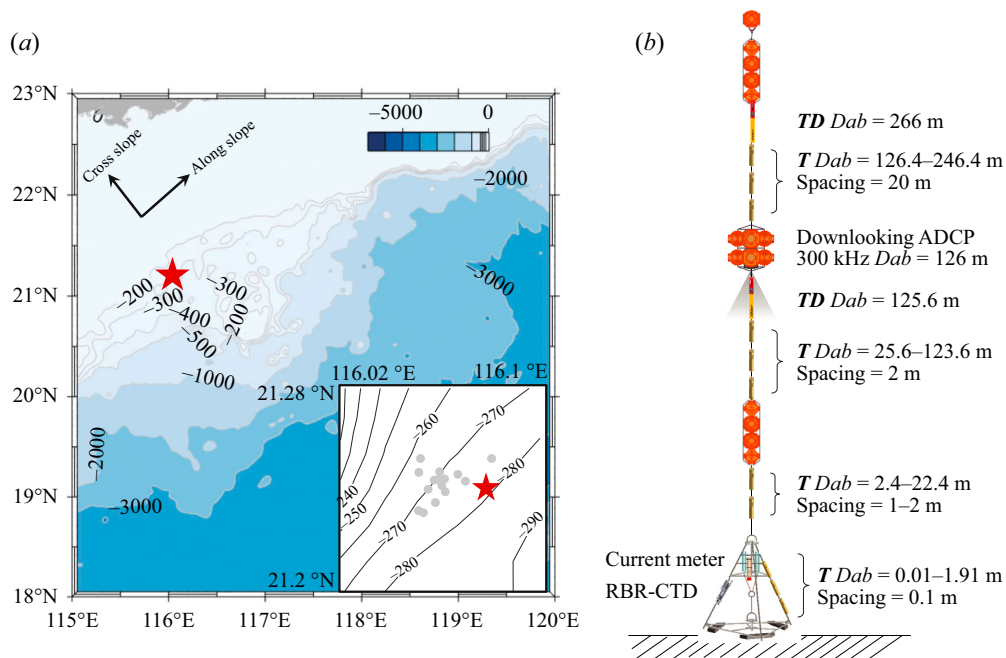 (a)
23°N
22°N
21°N
20°N
19°N
18°N
115°E
116°E
117°E
118°E
119°E
120°E
0
Cross slope
Along slope
−5000
0
−2000
−3000
−200
−300
−400
−500
−300
−200
−1000
−2000
−3000
116.02 °E
116.1 °E
21.28 °N
21.2 °N
−260
−270
−280
240
−250
−270
−280
−290
(b)
TD Dab = 266 m
T Dab = 126.4–246.4 m
Spacing = 20 m
Downlooking ADCP
300 kHz Dab = 126 m
TD Dab = 125.6 m
T Dab = 25.6–123.6 m
Spacing = 2 m
T Dab = 2.4–22.4 m
Spacing = 1–2 m
Current meter
RBR-CTD
T Dab = 0.01–1.91 m
Spacing = 0.1 m